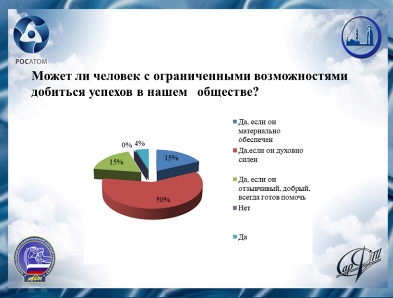 РОСАТОМ
Может ли человек с ограниченными возможностями
добиться успехов в нашем обществе?
0%
4%
15%
15%
50%
Да, если он
материально
обеспечен
Да,если он духовно
силен
Да, если он
отзывчивый, добрый,
всегда готов помочь
Нет
Да